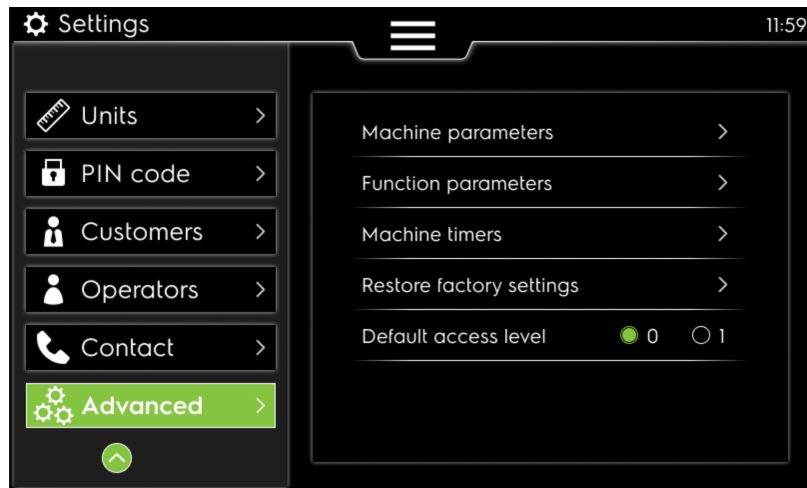 Settings
11:59
Units
PIN code
Customers
Operators
Contact
Advanced
Machine parameters
Function parameters
Machine timers
Restore factory settings
Default access level 0 1